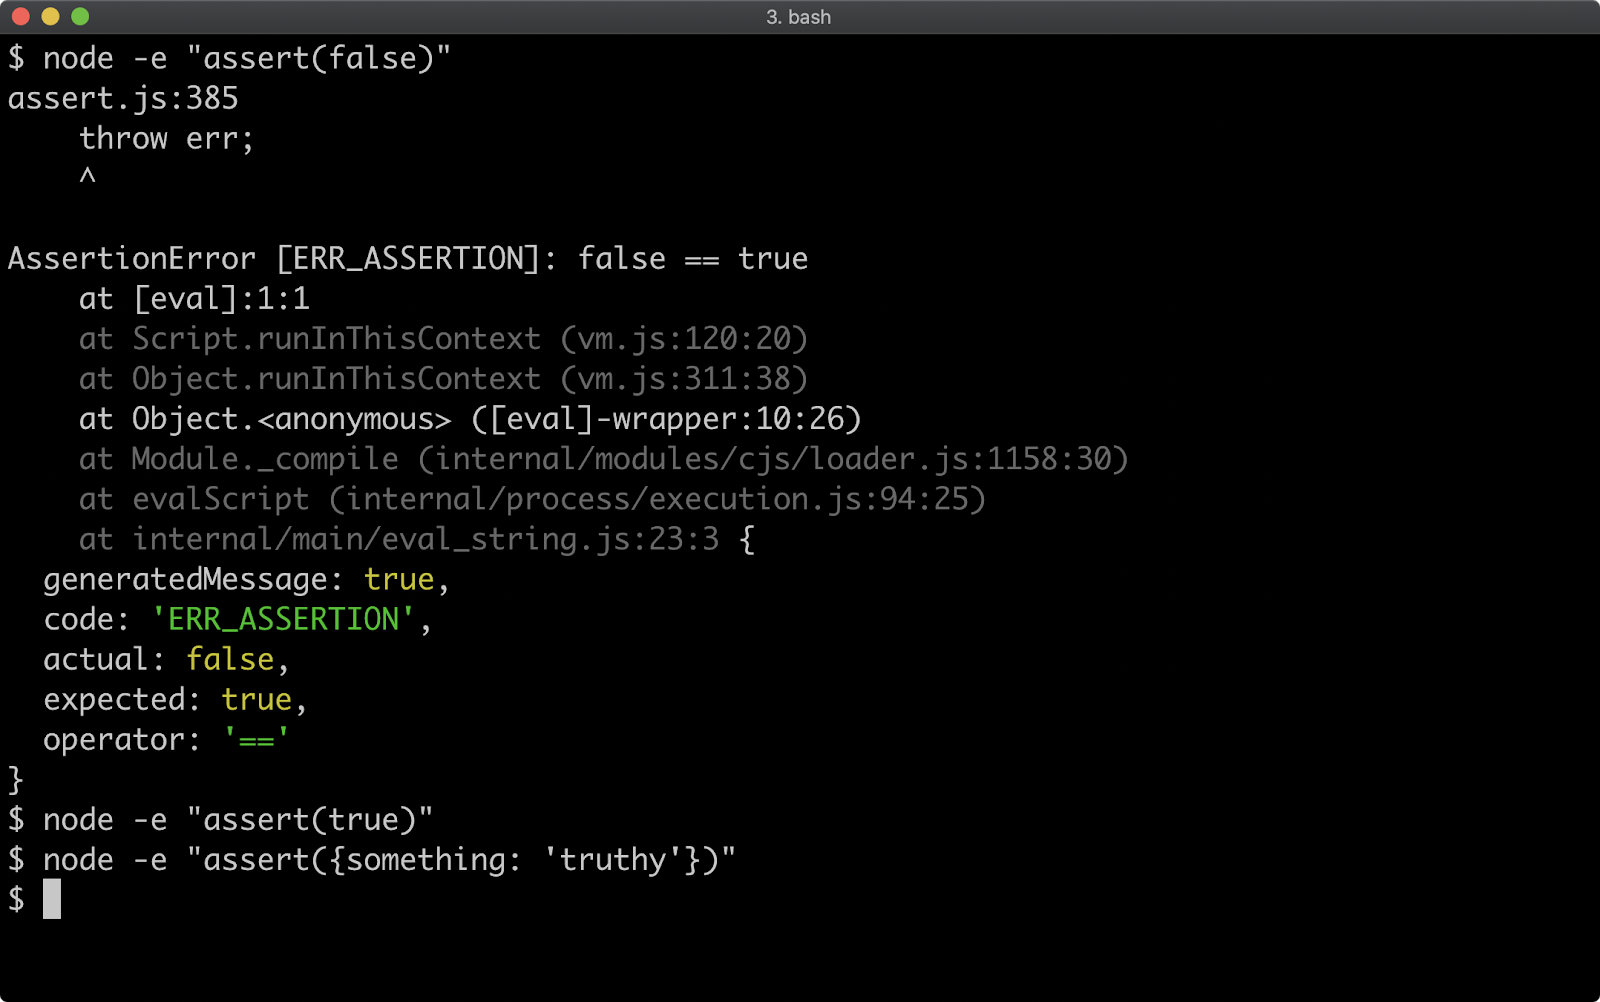 3. bash
$ node -e "assert(false)"
assert.js:385
    throw err;
    ^

AssertionError [ERR_ASSERTION]: false == true
    at [eval]:1:1
    at Script.runInThisContext (vm.js:120:20)
    at Object.runInThisContext (vm.js:311:38)
    at Object.<anonymous> ([eval]-wrapper:10:26)
    at Module._compile (internal/modules/cjs/loader.js:1158:30)
    at evalScript (internal/process/execution.js:94:25)
    at internal/main/eval_string.js:23:3 {
  generatedMessage: true,
  code: 'ERR_ASSERTION',
  actual: false,
  expected: true,
  operator: '=='
}
$ node -e "assert(true)"
$ node -e "assert({something: 'truthy'})"
$